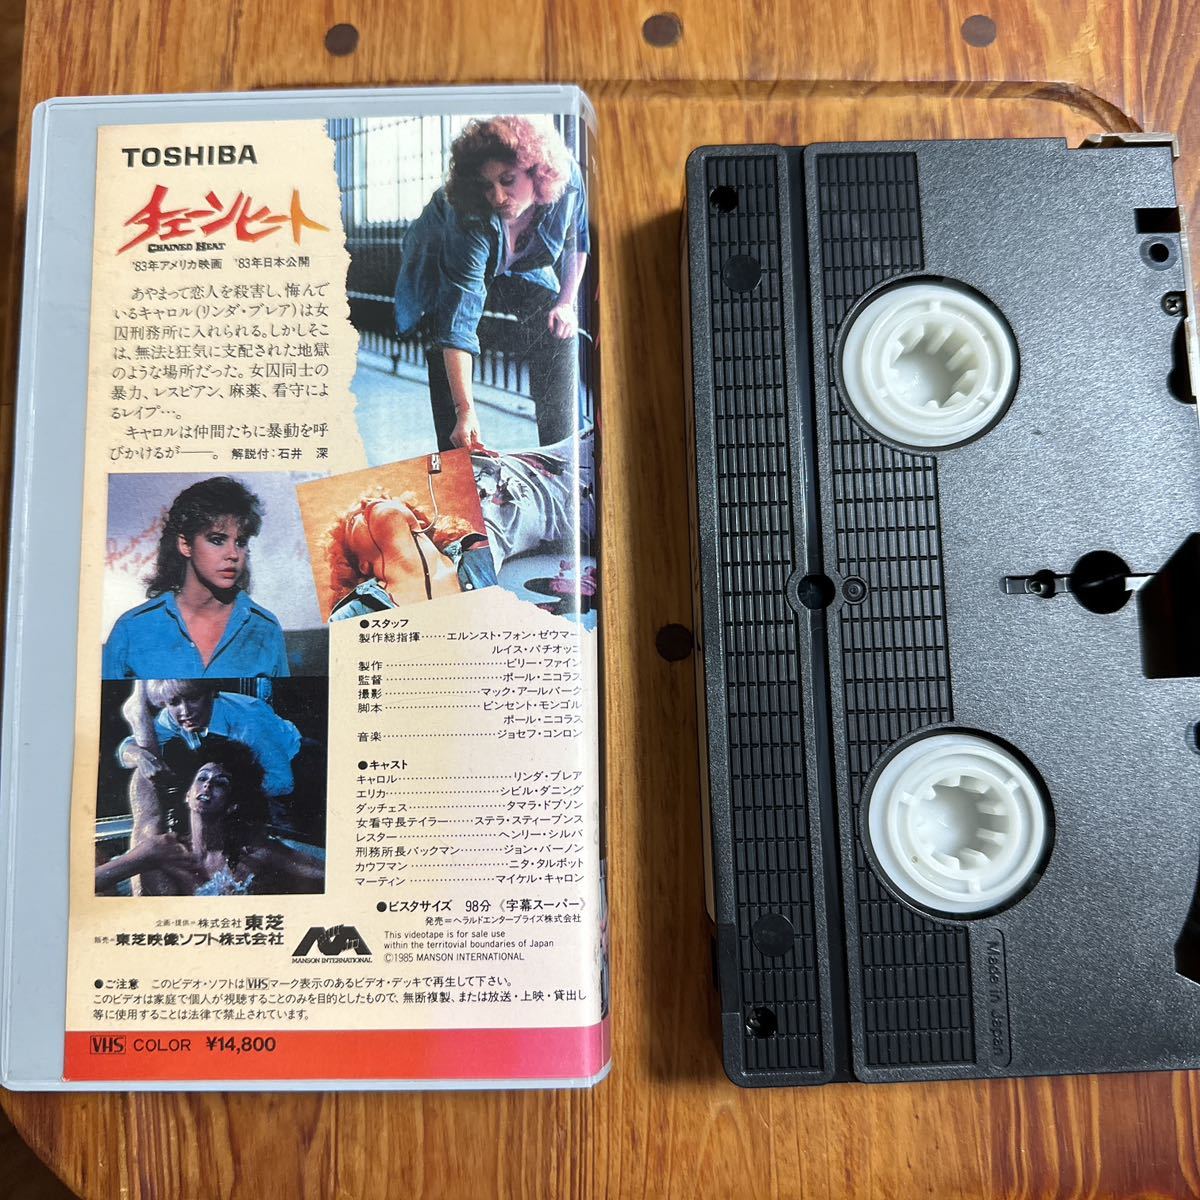 TOSHIBA
チェーンヒート
CHAINED HEAT
'83年アメリカ映画 '83年日本公開
あやまって恋人を殺害し、悔んで
いるキャロル(リンダ・ブレア)は女
囚刑務所に入れられる。しかしそこ
は、無法と狂気に支配された地獄
のような場所だった。女囚同士の
暴力、レスビアン、麻薬、看守によ
るレイプ…。
キャロルは仲間たちに暴動を呼
びかけるが――。 解説付:石井 深
●スタッフ
製作総指揮……エルンスト・フォン・ゼウマー
ルイス・パチオッコ
製作……ビリー・ファイン
監督……ポール・ニコラス
撮影……マック・アールバーグ
脚本……ビンセント・モンゴル
ポール・ニコラス
音楽……ジョセフ・コンロン
●キャスト
キャロル……リンダ・ブレア
エリカ……シビル・ダニング
ダッチェス……タマラ・ドブソン
女看守長テイラー……ステラ・スティーブンス
レスター……ヘンリー・シルバ
刑務所長バックマン……ジョン・バーノン
カウフマン……ニタ・タルボット
マーティン……マイケル・キャロン
●ビスタサイズ 98分 《字幕スーパー》
発売=ヘラルドエンタープライズ株式会社
This videotape is for sale use
within the territovial boundaries of Japan
©1985 MANSON INTERNATIONAL
企画・提供=株式会社 東芝
販売=東芝映像ソフト株式会社
MANSON INTERNATIONAL
●ご注意 このビデオ・ソフトはVHSマーク表示のあるビデオ・デッキで再生して下さい。
このビデオは家庭で個人が視聴することのみを目的としたもので、無断複製、または放送・上映・貸出し
等に使用することは法律で禁止されています。
VHS COLOR ¥14,800
Made in Japan